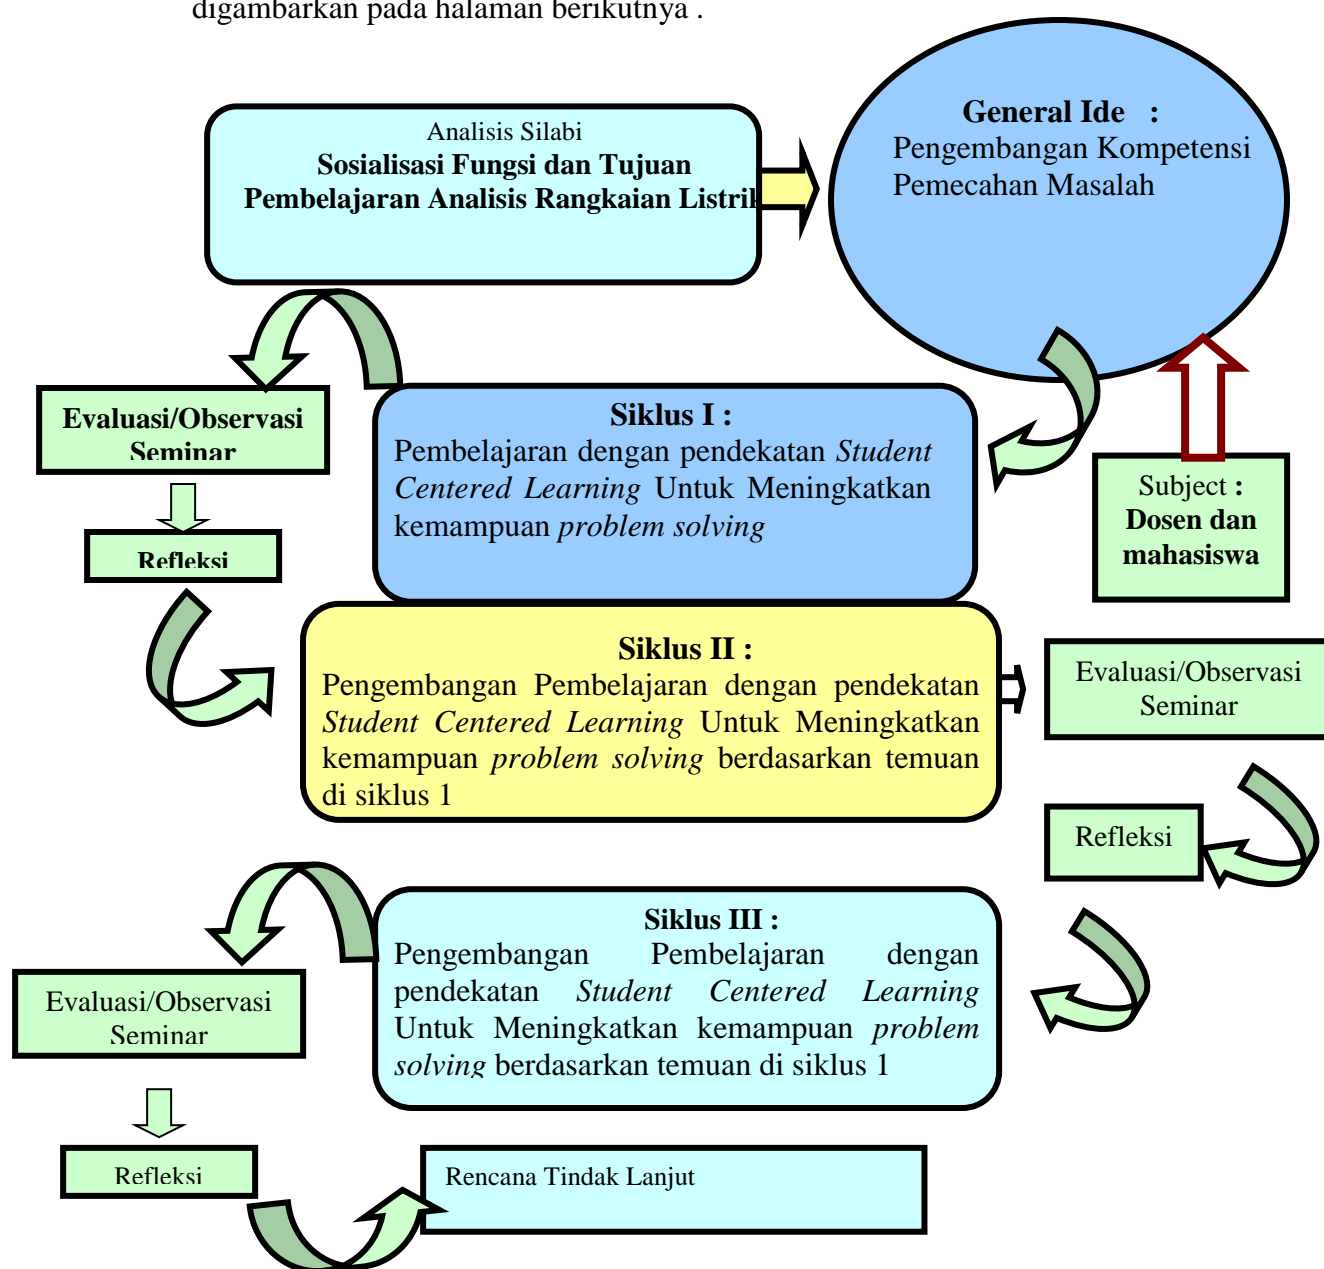 digambarkan pada halaman berikutnya .
Analisis Silabi
Sosialisasi Fungsi dan Tujuan
Pembelajaran Analisis Rangkaian Listrik
General Ide :
Pengembangan Kompetensi
Pemecahan Masalah
Evaluasi/Observasi
Seminar
Refleksi
Siklus I :
Pembelajaran dengan pendekatan Student
Centered Learning Untuk Meningkatkan
kemampuan problem solving
Subject :
Dosen dan
mahasiswa
Siklus II :
Pengembangan Pembelajaran dengan pendekatan
Student Centered Learning Untuk Meningkatkan
kemampuan problem solving berdasarkan temuan
di siklus 1
Evaluasi/Observasi
Seminar
Refleksi
Siklus III :
Pengembangan Pembelajaran dengan
pendekatan Student Centered Learning
Untuk Meningkatkan kemampuan problem
solving berdasarkan temuan di siklus 1
Evaluasi/Observasi
Seminar
Refleksi
Rencana Tindak Lanjut